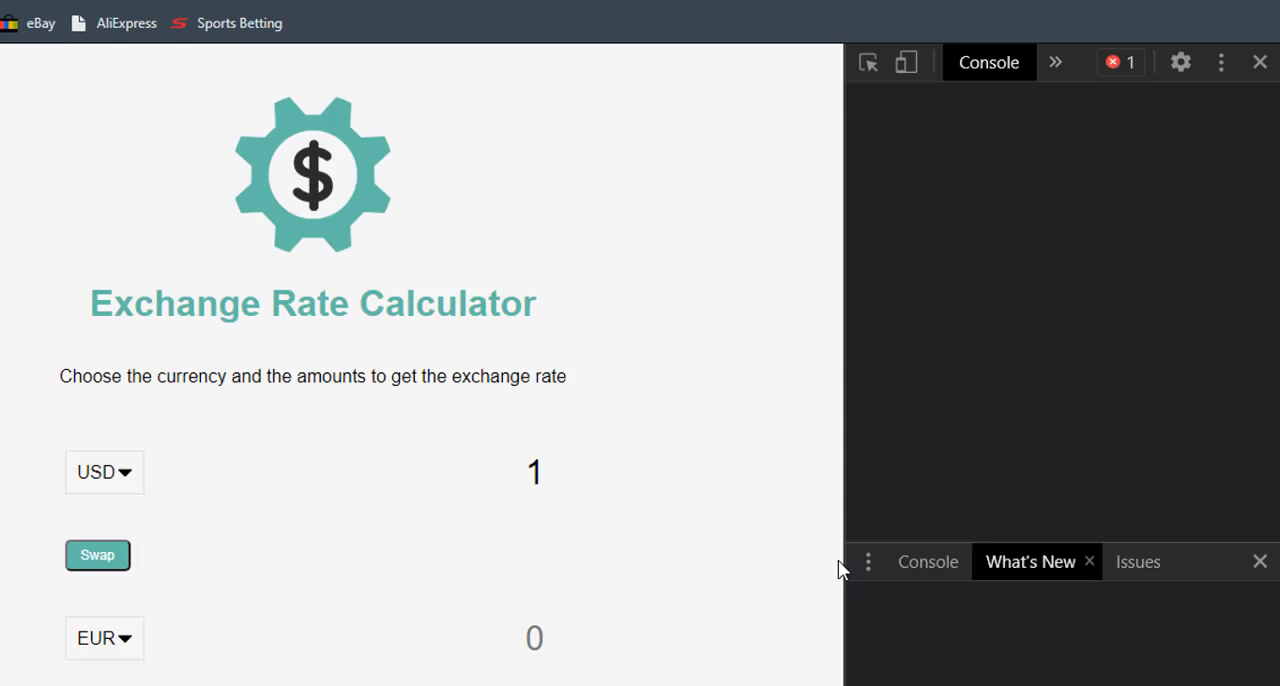 eBay AliExpress Sports Betting
Console 1
$
Exchange Rate Calculator
Choose the currency and the amounts to get the exchange rate
USD 1
Swap
Console What's New Issues
EUR 0